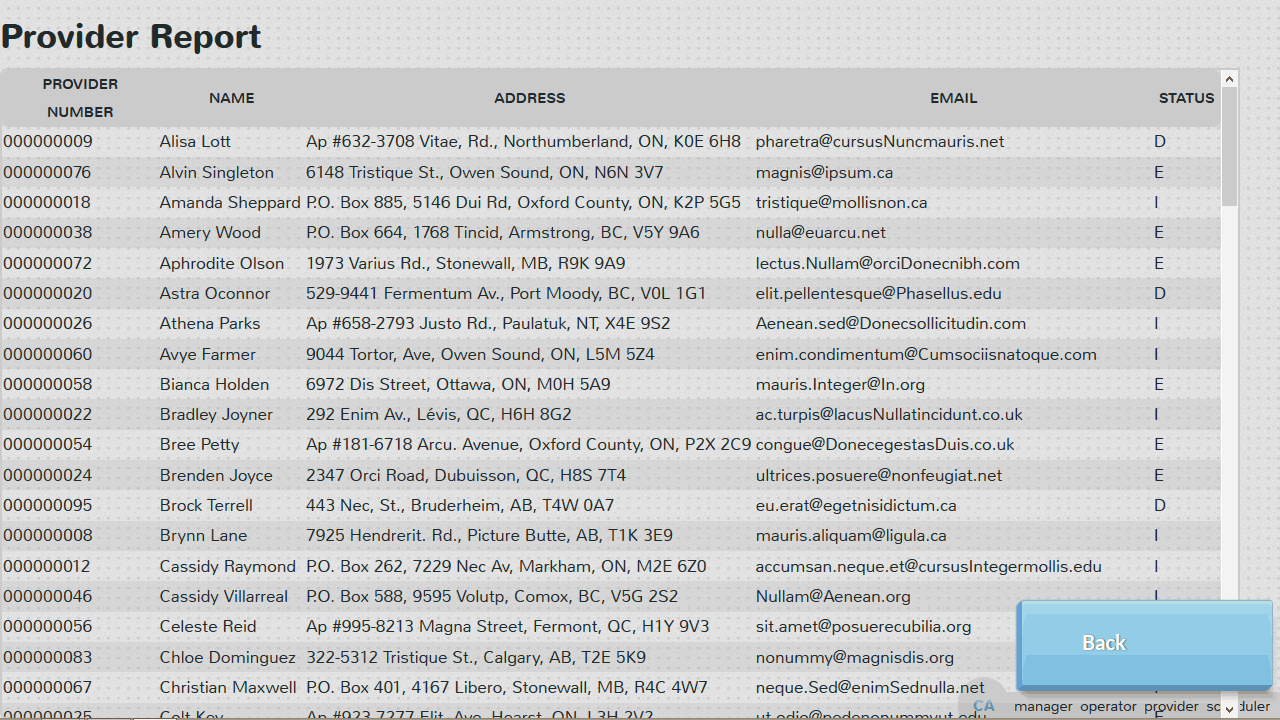 Provider Report
PROVIDER NUMBER NAME ADDRESS EMAIL STATUS
000000009 Alisa Lott Ap #632-3708 Vitae, Rd., Northumberland, ON, K0E 6H8 pharetra@cursusNuncmauris.net D
000000076 Alvin Singleton 6148 Tristique St., Owen Sound, ON, N6N 3V7 magnis@ipsum.ca E
000000018 Amanda Sheppard P.O. Box 885, 5146 Dui Rd, Oxford County, ON, K2P 5G5 tristique@mollisnon.ca I
000000038 Amery Wood P.O. Box 664, 1768 Tincid, Armstrong, BC, V5Y 9A6 nulla@euarcu.net E
000000072 Aphrodite Olson 1973 Varius Rd., Stonewall, MB, R9K 9A9 lectus.Nullam@orciDonecnibh.com E
000000020 Astra Oconnor 529-9441 Fermentum Av., Port Moody, BC, V0L 1G1 elit.pellentesque@Phasellus.edu D
000000026 Athena Parks Ap #658-2793 Justo Rd., Paulatuk, NT, X4E 9S2 Aenean.sed@Donecsollicitudin.com I
000000060 Avye Farmer 9044 Tortor, Ave, Owen Sound, ON, L5M 5Z4 enim.condimentum@Cumsociisnatoque.com I
000000058 Bianca Holden 6972 Dis Street, Ottawa, ON, M0H 5A9 mauris.Integer@In.org E
000000022 Bradley Joyner 292 Enim Av., Lévis, QC, H6H 8G2 ac.turpis@lacusNullatincidunt.co.uk I
000000054 Bree Petty Ap #181-6718 Arcu. Avenue, Oxford County, ON, P2X 2C9 congue@DonecegestasDuis.co.uk E
000000024 Brenden Joyce 2347 Orci Road, Dubuisson, QC, H8S 7T4 ultrices.posuere@nonfeugiat.net E
000000095 Brock Terrell 443 Nec, St., Bruderheim, AB, T4W 0A7 eu.erat@egetnisidictum.ca D
000000008 Brynn Lane 7925 Hendrerit. Rd., Picture Butte, AB, T1K 3E9 mauris.aliquam@ligula.ca I
000000012 Cassidy Raymond P.O. Box 262, 7229 Nec Av, Markham, ON, M2E 6Z0 accumsan.neque.et@cursusIntegermollis.edu I
000000046 Cassidy Villarreal P.O. Box 588, 9595 Volutp, Comox, BC, V5G 2S2 Nullam@Aenean.org I
000000056 Celeste Reid Ap #995-8213 Magna Street, Fermont, QC, H1Y 9V3 sit.amet@posuerecubilia.org
000000083 Chloe Dominguez 322-5312 Tristique St., Calgary, AB, T2E 5K9 nonummy@magnisdis.org
000000067 Christian Maxwell P.O. Box 401, 4167 Libero, Stonewall, MB, R4C 4W7 neque.Sed@enimSednulla.net
000000025 Colt Key Ap #923-7277 Elit, Ave, Hearst, ON, L3H 2V2
Back
CA manager operator provider